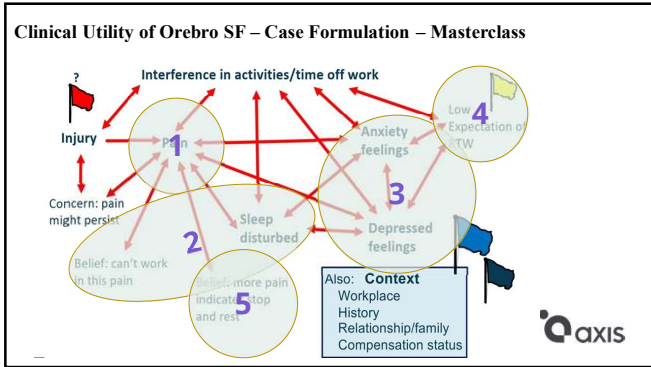 Clinical Utility of Orebro SF – Case Formulation – Masterclass
?
Interference in activities/time off work
Injury
Pain
1
Anxiety
feelings
Low
Expectation of
RTW
4
3
Concern: pain
might persist
Sleep
disturbed
2
Depressed
feelings
Belief: can't work
in this pain
Belief: more pain
indicates stop
and rest
5
Also: Context
Workplace
History
Relationship/family
Compensation status
axis